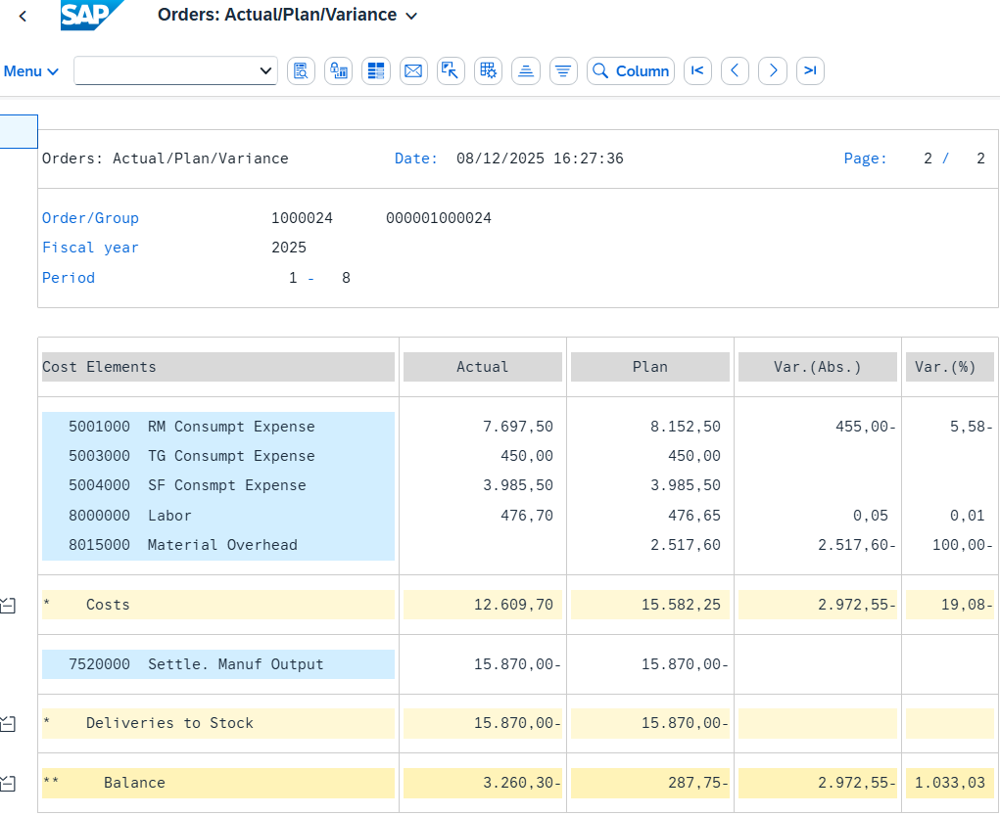 SAP Orders: Actual/Plan/Variance
Menu Column
Orders: Actual/Plan/Variance Date: 08/12/2025 16:27:36 Page: 2 / 2
Order/Group 1000024 000001000024
Fiscal year 2025
Period 1 - 8
Cost Elements Actual Plan Var.(Abs.) Var.(%)
5001000 RM Consumpt Expense 7.697,50 8.152,50 455,00- 5,58-
5003000 TG Consumpt Expense 450,00 450,00
5004000 SF Consmpt Expense 3.985,50 3.985,50
8000000 Labor 476,70 476,65 0,05 0,01
8015000 Material Overhead 2.517,60 2.517,60- 100,00-
* Costs 12.609,70 15.582,25 2.972,55- 19,08-
7520000 Settle. Manuf Output 15.870,00- 15.870,00-
* Deliveries to Stock 15.870,00- 15.870,00-
** Balance 3.260,30- 287,75- 2.972,55- 1.033,03